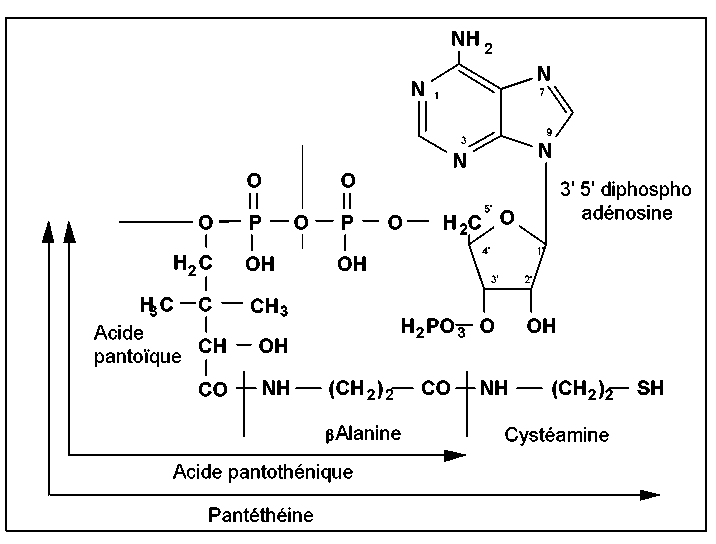 NH2
N 1
N 7
N 3
9 N
3' 5' diphospho
adénosine
O O
O P O P O H2C 5' O
OH OH 4' 1'
3' 2'
H2C
H3C C CH3
H2PO3 O OH
Acide
pantoïque
CH OH
CO NH (CH2)2 CO NH (CH2)2 SH
βAlanine Cystéamine
Acide pantothénique
Pantéthéine